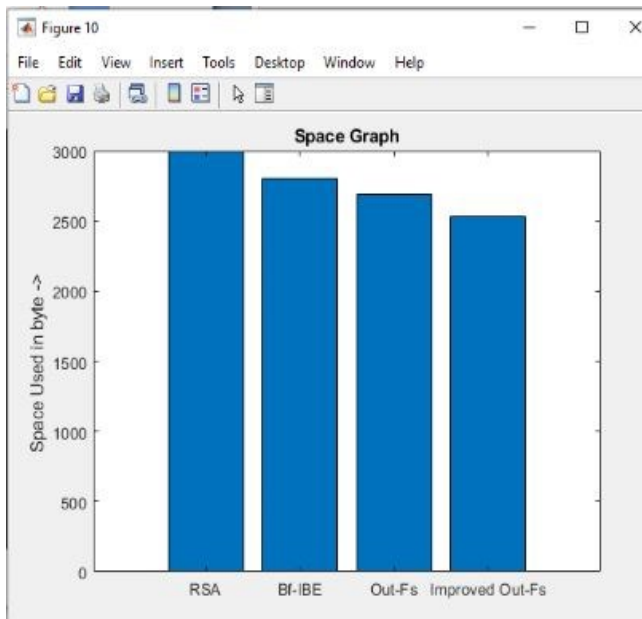 Figure 10
File Edit View Insert Tools Desktop Window Help
Space Graph
3000
2500
2000
1500
1000
500
0
Space Used in byte ->
RSA Bf-IBE Out-Fs Improved Out-Fs